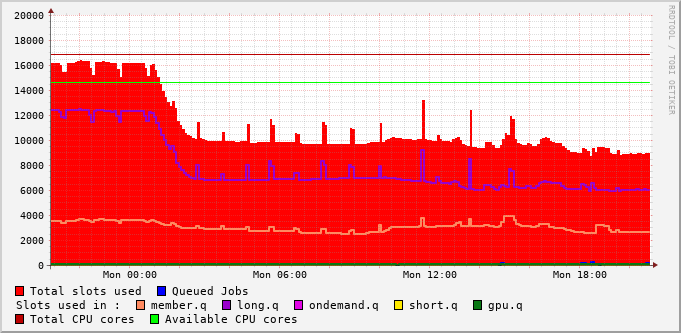 20000
18000
16000
14000
12000
10000
8000
6000
4000
2000
0
Mon 00:00 Mon 06:00 Mon 12:00 Mon 18:00
RRDTOOL / TOBI OETIKER
Total slots used Queued Jobs
Slots used in : member.q long.q ondemand.q short.q gpu.q
Total CPU cores Available CPU cores